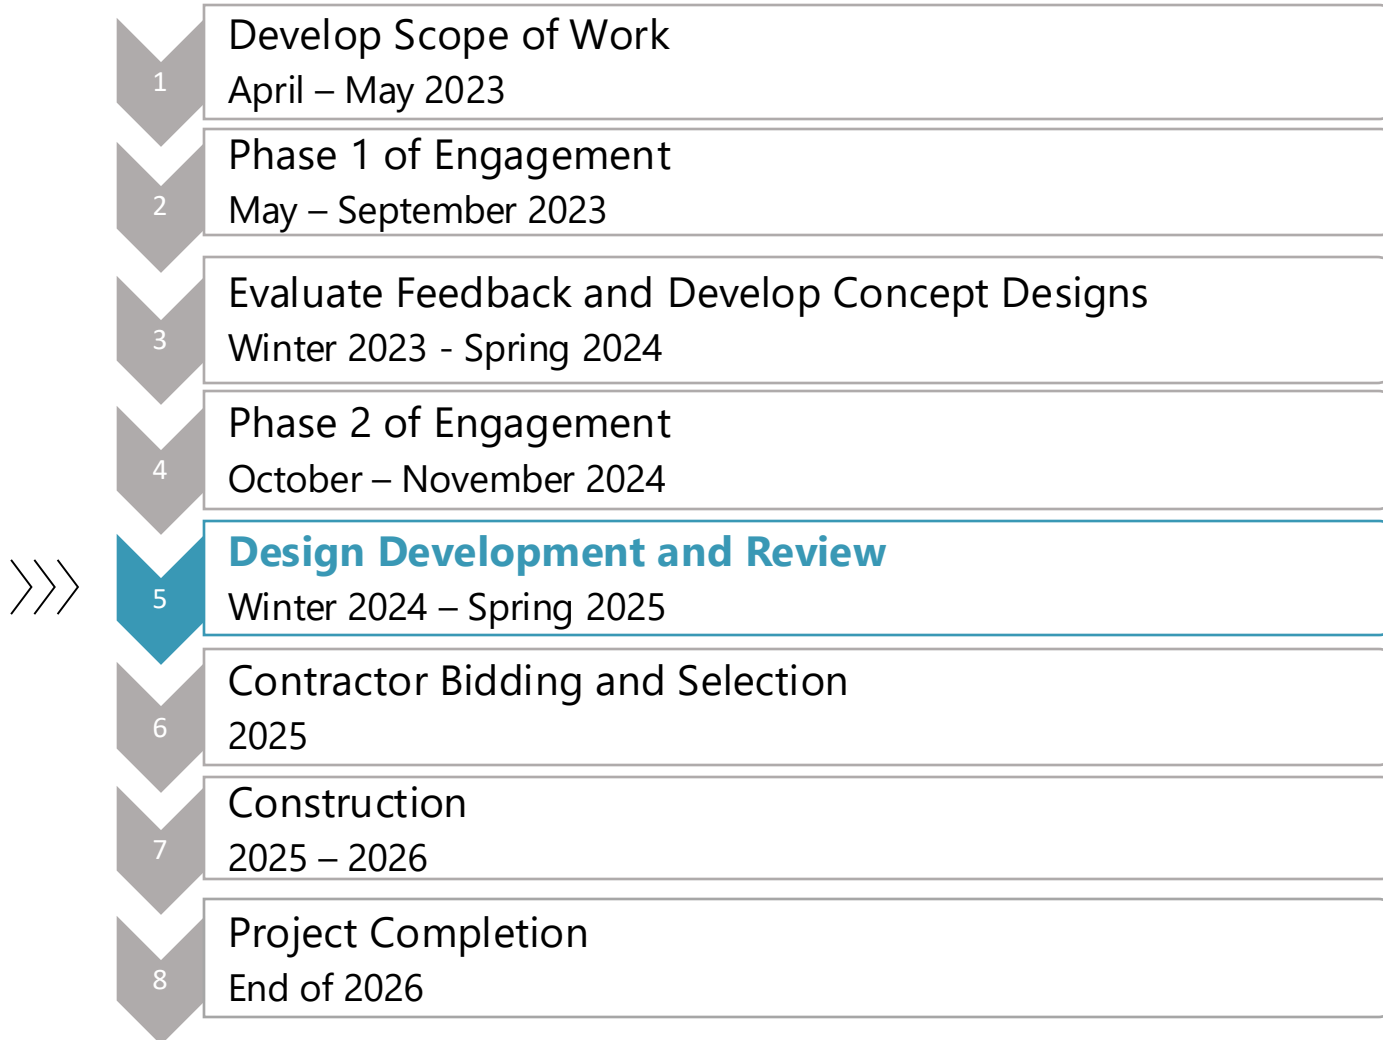 1
Develop Scope of Work
April – May 2023
2
Phase 1 of Engagement
May – September 2023
3
Evaluate Feedback and Develop Concept Designs
Winter 2023 - Spring 2024
4
Phase 2 of Engagement
October – November 2024
5
Design Development and Review
Winter 2024 – Spring 2025
6
Contractor Bidding and Selection
2025
7
Construction
2025 – 2026
8
Project Completion
End of 2026